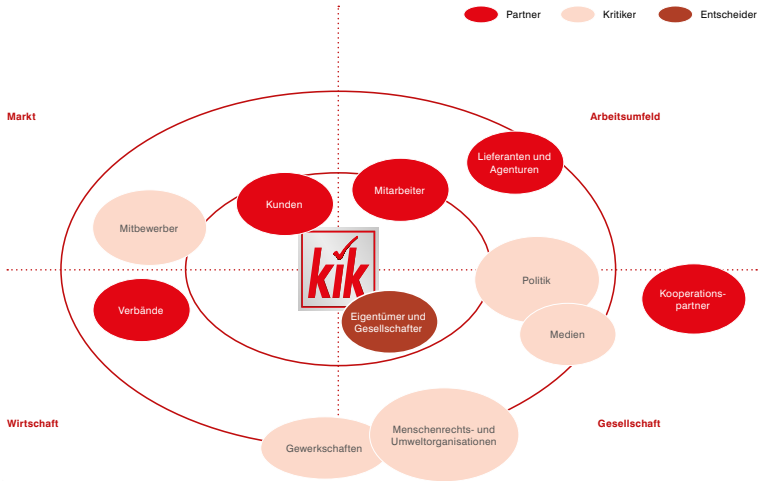 Partner
Kritiker
Entscheider
Markt
Arbeitsumfeld
Lieferanten und
Agenturen
Mitarbeiter
Kunden
Mitbewerber
kik
Politik
Kooperations-
partner
Verbände
Eigentümer und
Gesellschafter
Medien
Wirtschaft
Gesellschaft
Menschenrechts- und
Umweltorganisationen
Gewerkschaften